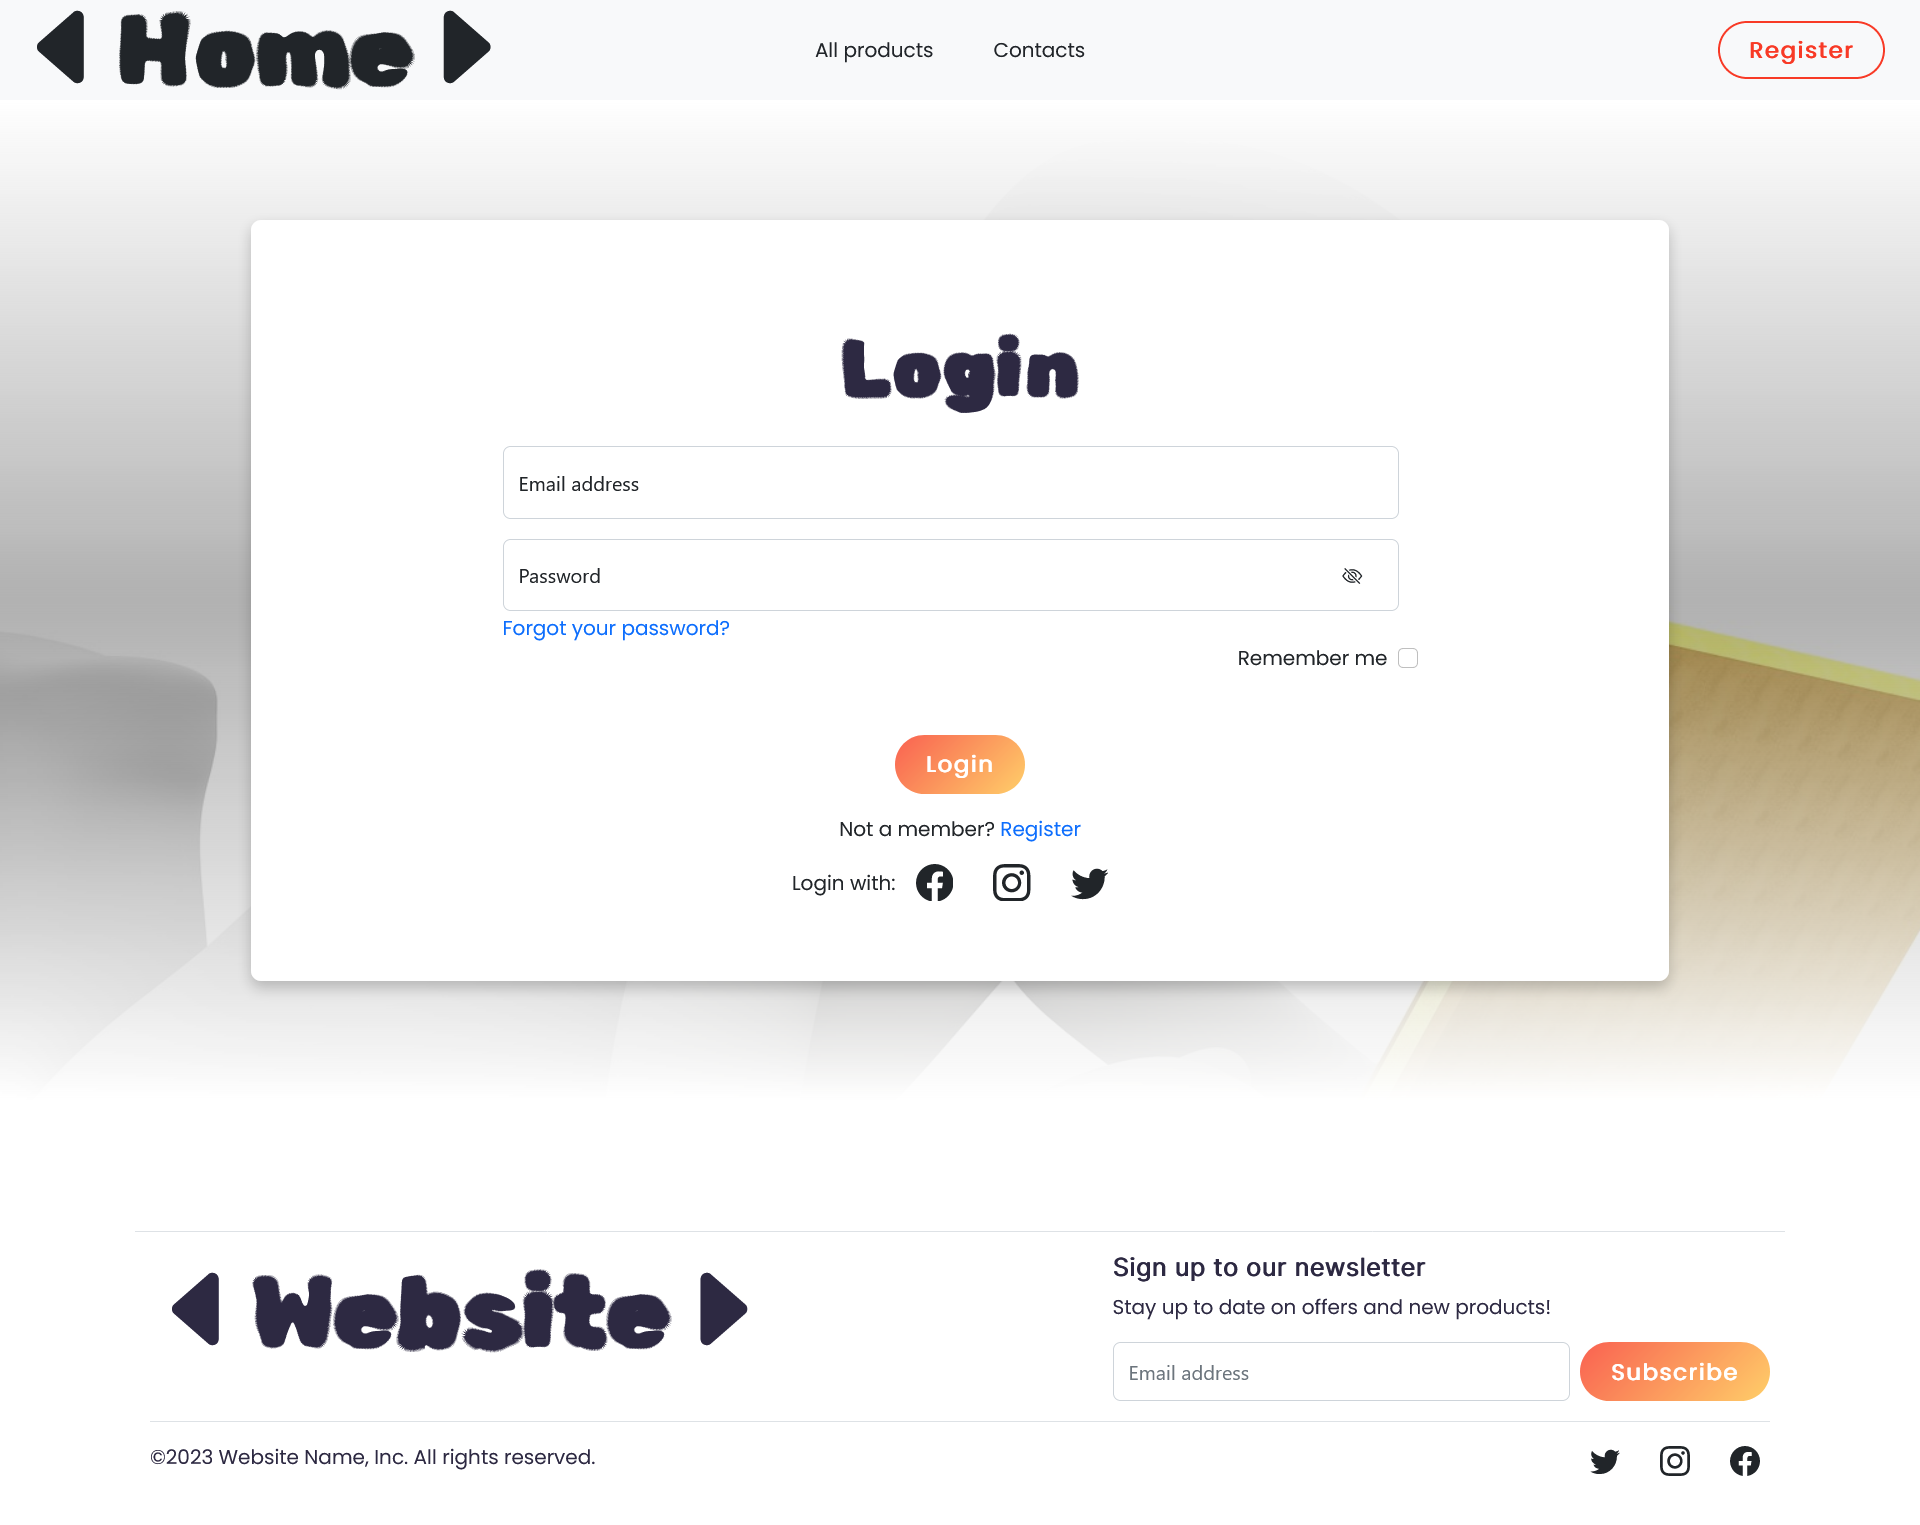 Home
All products
Contacts
Register
Login
Email address
Password
Forgot your password?
Remember me
Login
Not a member? Register
Login with:
Website
Sign up to our newsletter
Stay up to date on offers and new products!
Email address
Subscribe
©2023 Website Name, Inc. All rights reserved.